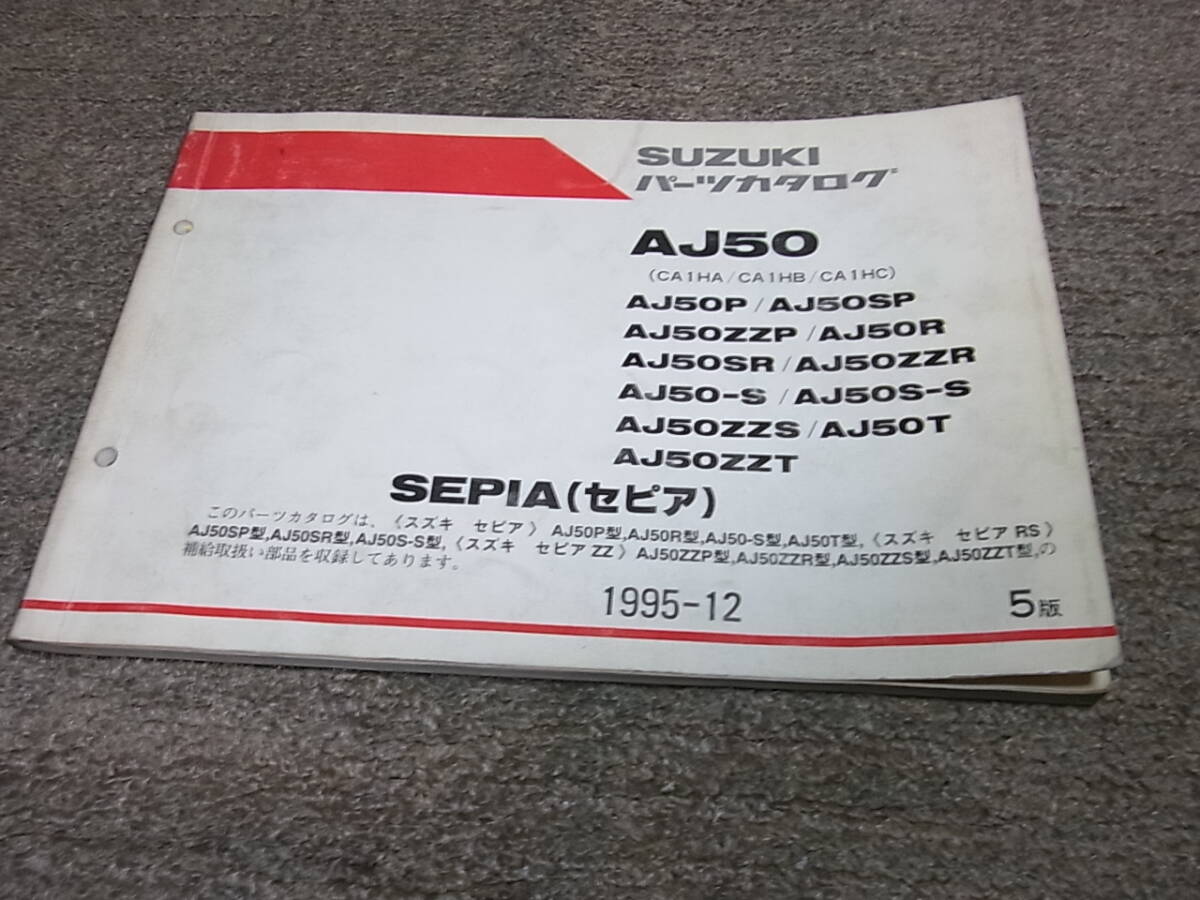 SUZUKI
パーツカタログ
AJ50
(CA1HA/CA1HB/CA1HC)
AJ50P/AJ50SP
AJ50ZZP/AJ50R
AJ50SR/AJ50ZZR
AJ50-S/AJ50S-S
AJ50ZZS/AJ50T
AJ50ZZT
SEPIA(セピア)
このパーツカタログは、〈スズキ セピア〉AJ50P型,AJ50R型,AJ50-S型,AJ50T型,〈スズキ セピアRS〉
AJ50SP型,AJ50SR型,AJ50S-S型,〈スズキ セピアZZ〉AJ50ZZP型,AJ50ZZR型,AJ50ZZS型,AJ50ZZT型,の
補給取扱い部品を収録してあります。
1995-12
5版